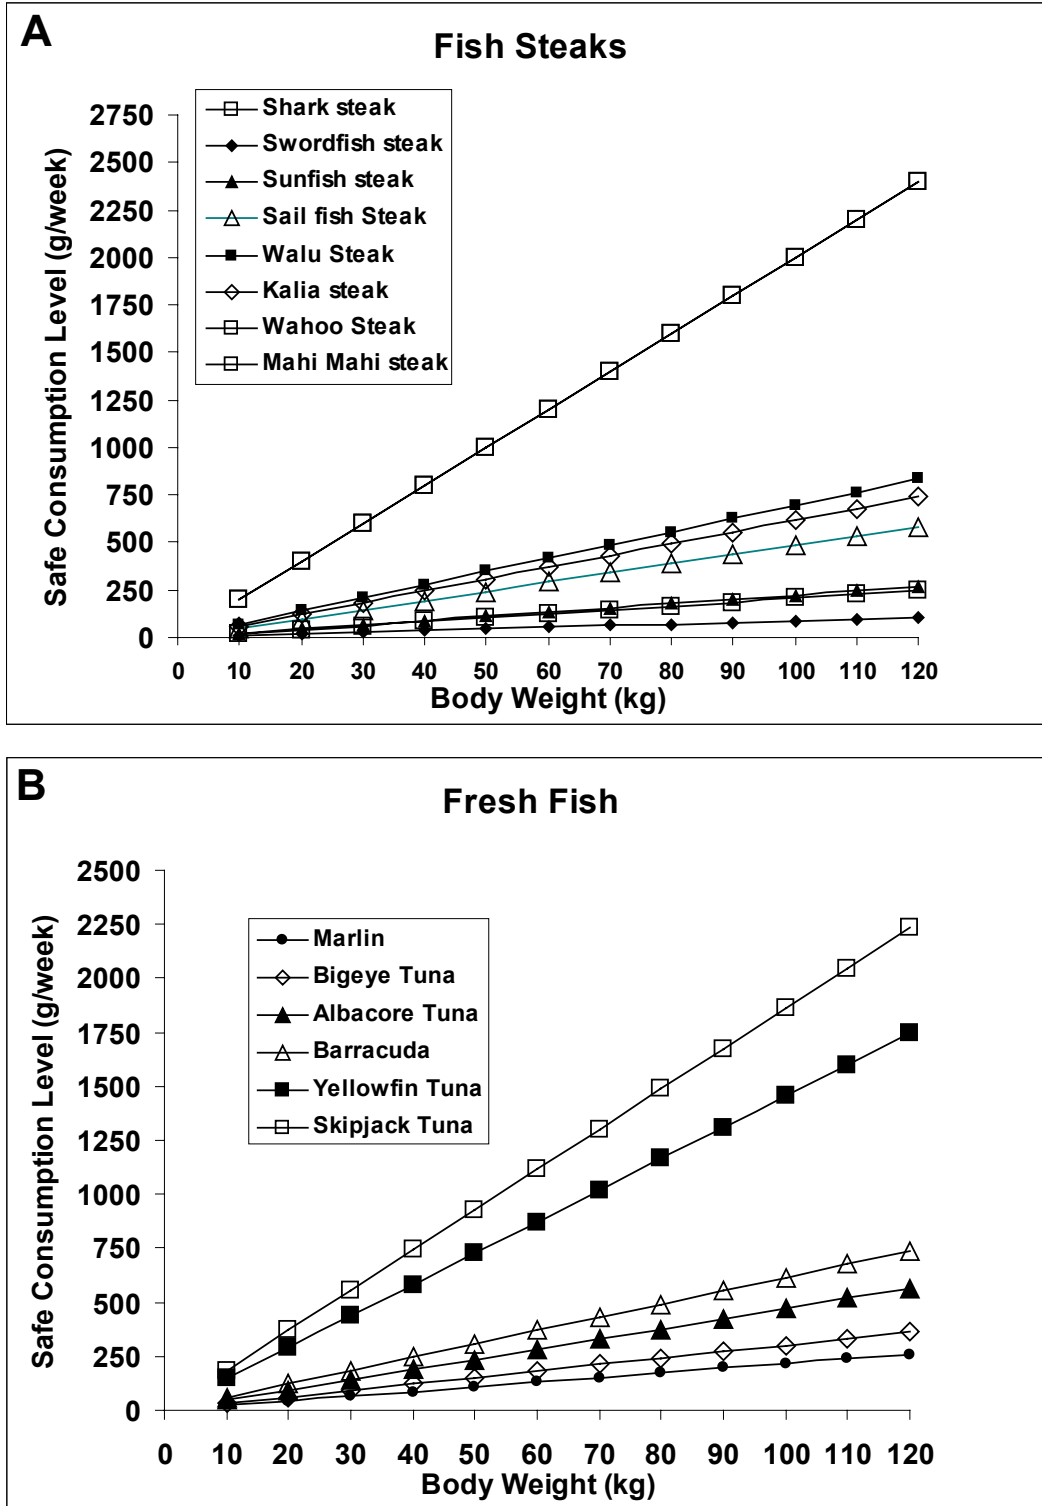 A
Fish Steaks
Shark steak
Swordfish steak
Sunfish steak
Sail fish Steak
Walu Steak
Kalia steak
Wahoo Steak
Mahi Mahi steak
Safe Consumption Level (g/week)
2750
2500
2250
2000
1750
1500
1250
1000
750
500
250
0
0 10 20 30 40 50 60 70 80 90 100 110 120
Body Weight (kg)
B
Fresh Fish
Marlin
Bigeye Tuna
Albacore Tuna
Barracuda
Yellowfin Tuna
Skipjack Tuna
Safe Consumption Level (g/week)
2500
2250
2000
1750
1500
1250
1000
750
500
250
0
0 10 20 30 40 50 60 70 80 90 100 110 120
Body Weight (kg)